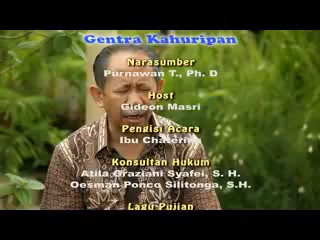 Gentra Kahuripan
Narasumber
Purnawan T., Ph. D
Host
Gideon Masri
Pengisi Acara
Ibu Chaterin
Konsultan Hukum
Atila Graziani Syafei, S. H.
Oesman Ponco Silitonga, S.H.
Lagu Pujian